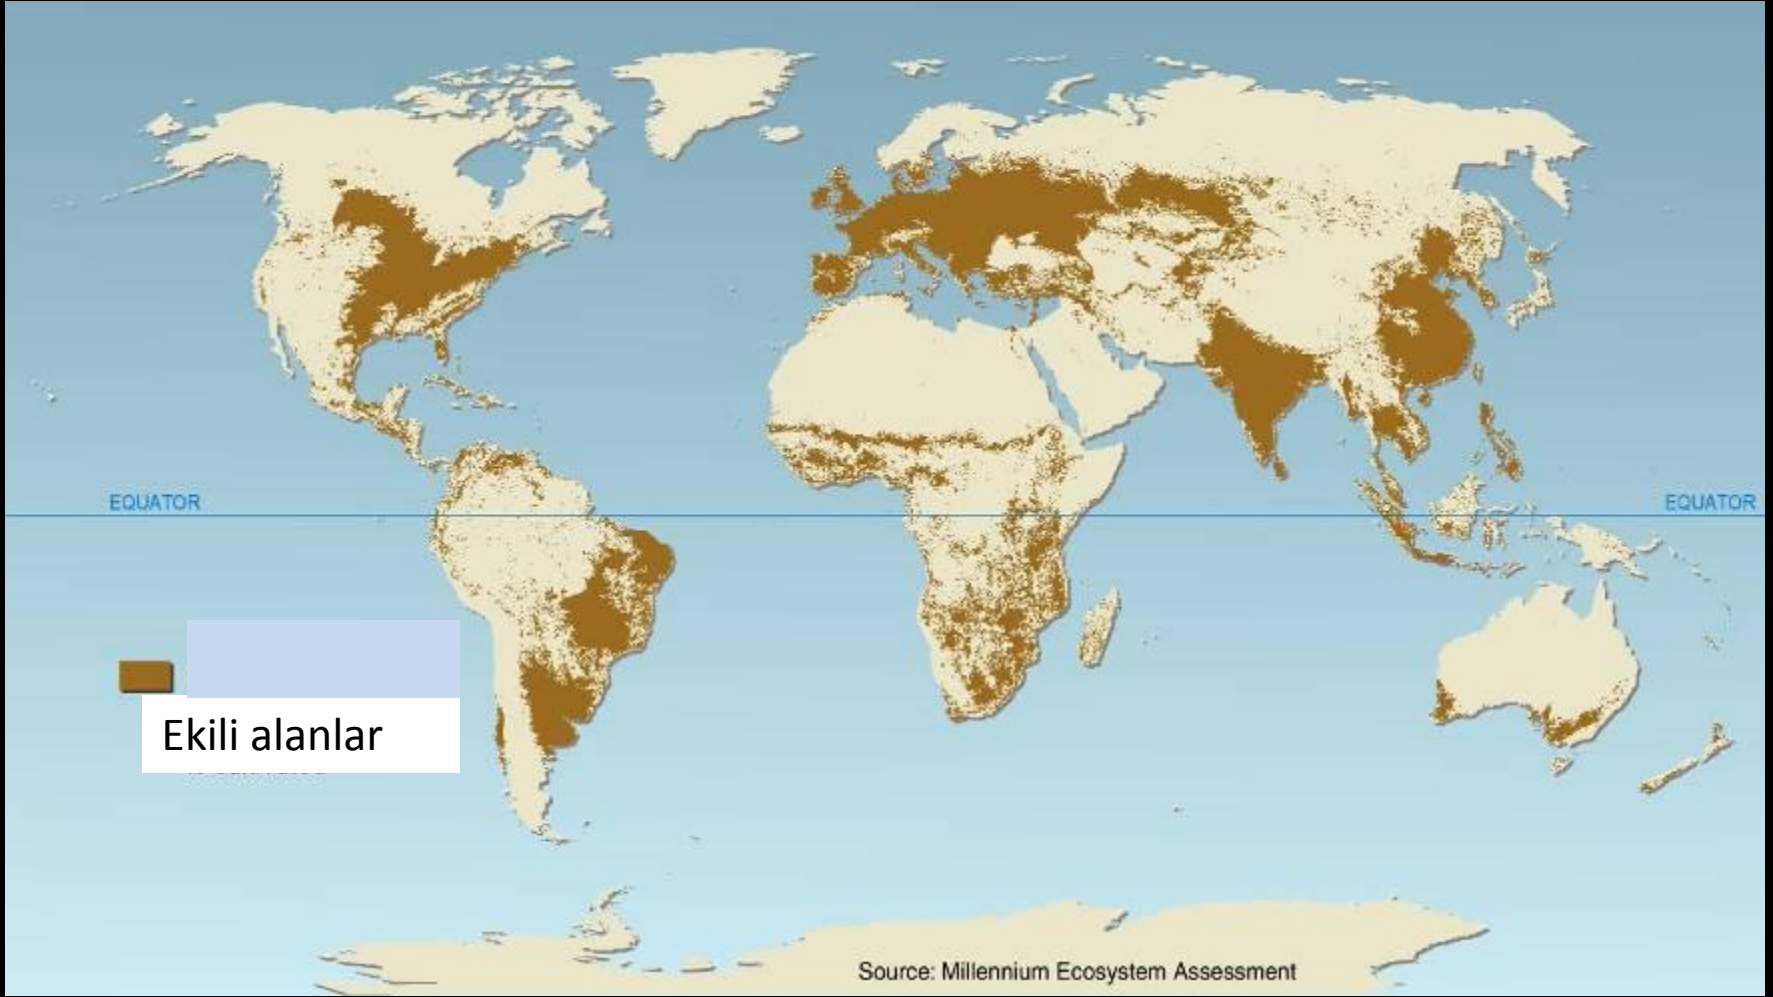 EQUATOR
EQUATOR
Ekili alanlar
Source: Millennium Ecosystem Assessment